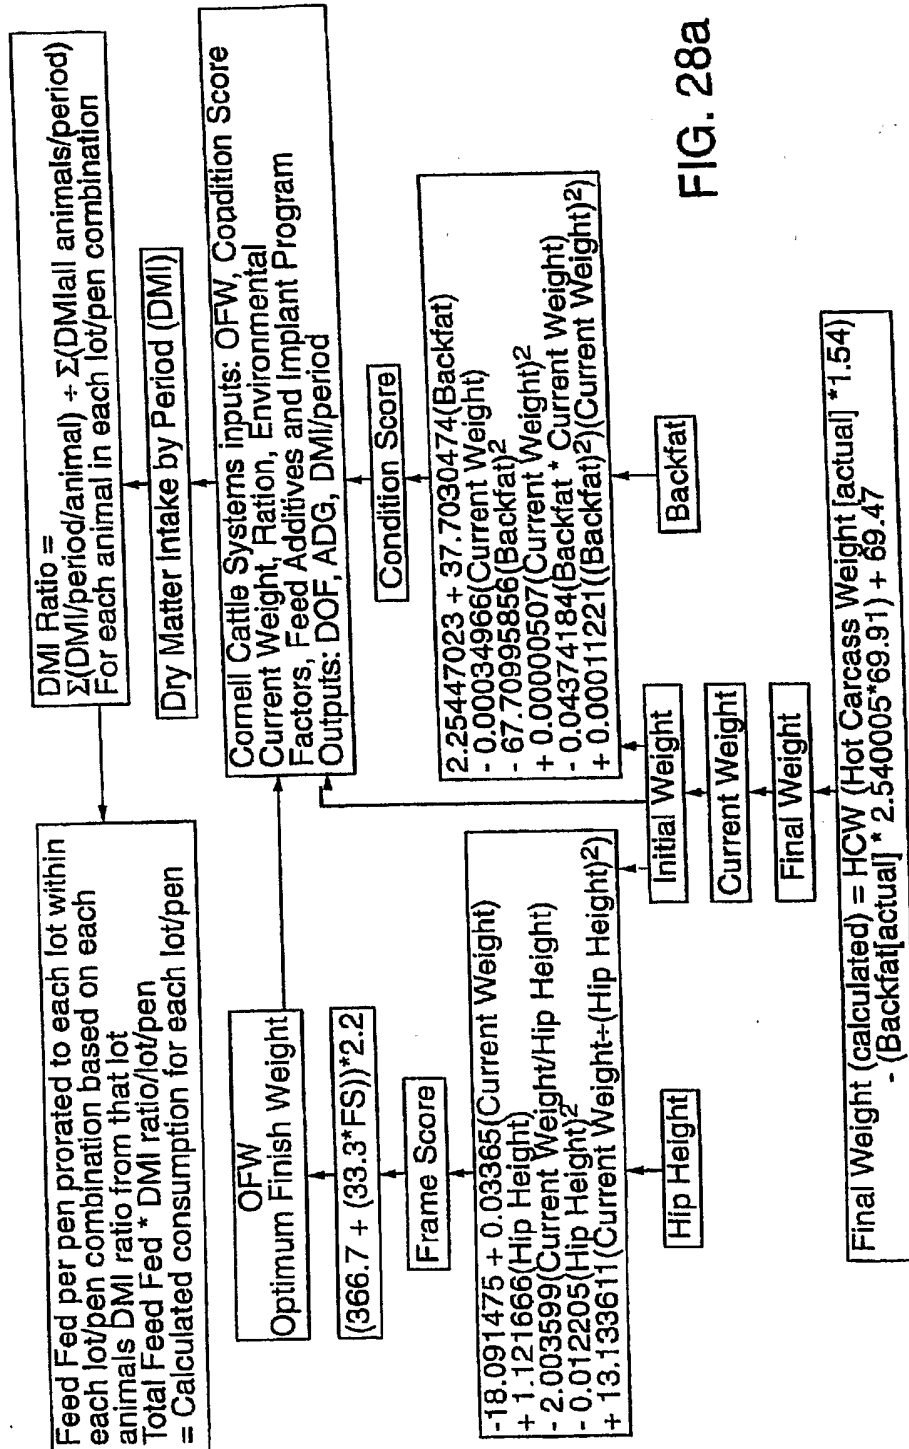 Feed Fed per pen prorated to each lot within
each lot/pen combination based on each
animals DMI ratio from that lot
Total Feed Fed* DMI ratio/lot/pen
= Calculated consumption for each lot/pen
DMI Ratio =
Σ(DMI/period/animal) ÷ Σ(DMIall animals/period)
For each animal in each lot/pen combination
Dry Matter Intake by Period (DMI)
OFW
Optimum Finish Weight
Cornell Cattle Systems inputs: OFW, Condition Score
Current Weight, Ration, Environmental
Factors, Feed Additives and Implant Program
Outputs: DOF, ADG, DMI/period
(366.7 + (33.3*FS))*2.2
Frame Score
Condition Score
-18.091475 + 0.03365(Current Weight)
+ 1.121666(Hip Height)
- 2.003599(Current Weight/Hip Height)
- 0.012205(Hip Height)2
+ 13.133611(Current Weight÷(Hip Height)2)
2.25447023 + 37.7030474(Backfat)
- 0.00034966(Current Weight)
- 67.70995856(Backfat)2
+ 0.00000507(Current Weight)2
- 0.04374184(Backfat * Current Weight)
+ 0.00011221((Backfat)2)(Current Weight)2)
Hip Height
Initial Weight
Backfat
Current Weight
Final Weight
Final Weight (calculated) = HCW (Hot Carcass Weight [actual] *1.54)
- (Backfat[actual] * 2.540005*69.91) + 69.47
FIG. 28a